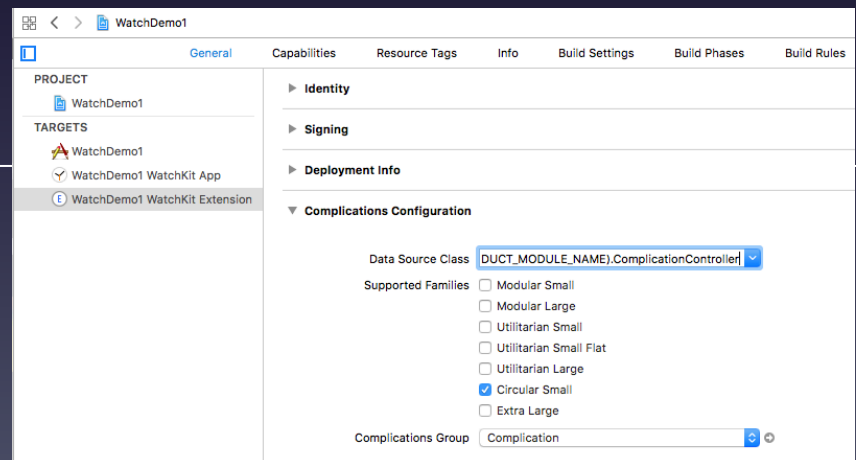 WatchDemo1
General Capabilities Resource Tags Info Build Settings Build Phases Build Rules
PROJECT
WatchDemo1
TARGETS
WatchDemo1
WatchDemo1 WatchKit App
E WatchDemo1 WatchKit Extension
Identity
Signing
Deployment Info
Complications Configuration
Data Source Class DUCT_MODULE_NAME).ComplicationController
Supported Families Modular Small
Modular Large
Utilitarian Small
Utilitarian Small Flat
Utilitarian Large
Circular Small
Extra Large
Complications Group Complication